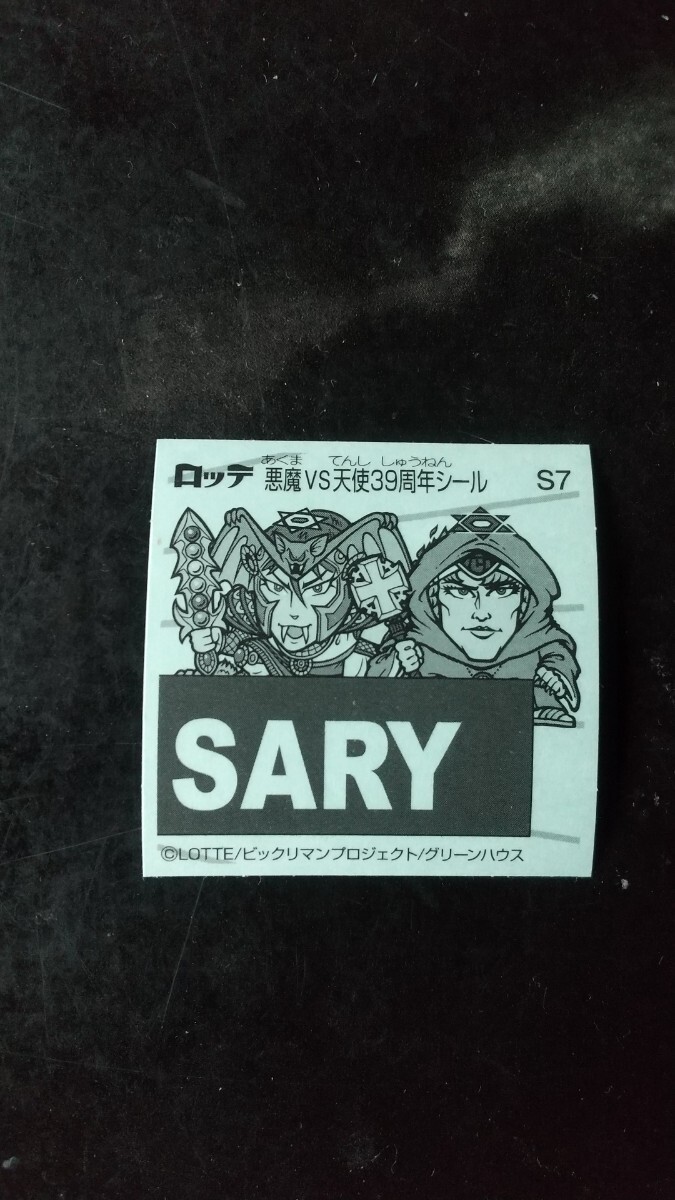 ロッテ 悪魔VS天使39周年シール S7
あくま てんし しゅうねん
SARY
©LOTTE/ビックリマンプロジェクト/グリーンハウス